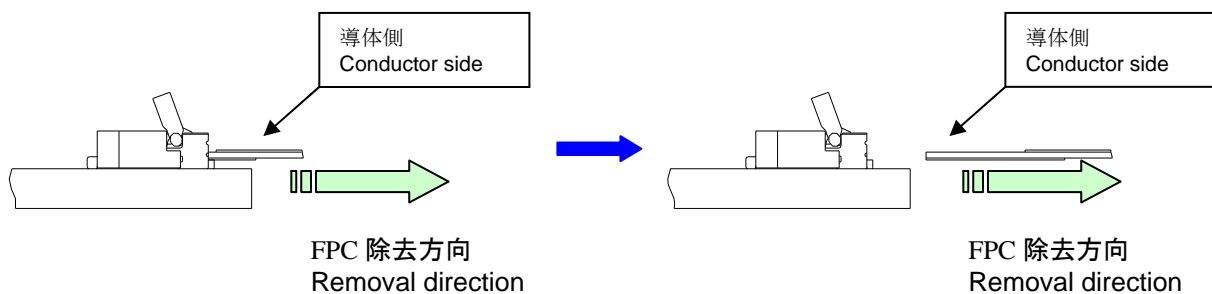 導体側
Conductor side
導体側
Conductor side
FPC 除去方向
Removal direction
FPC 除去方向
Removal direction